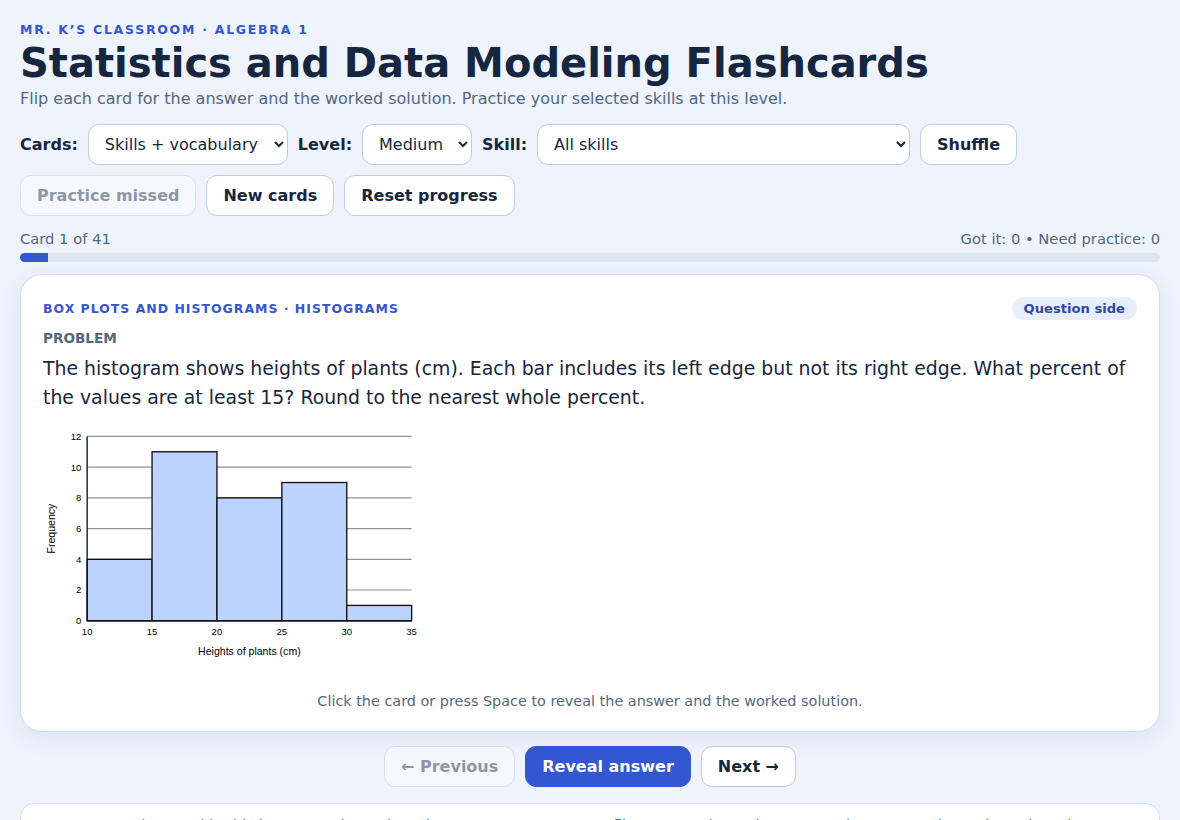 MR. K’S CLASSROOM · ALGEBRA 1
Statistics and Data Modeling Flashcards
Flip each card for the answer and the worked solution. Practice your selected skills at this level.
Cards: Skills + vocabulary Level: Medium Skill: All skills Shuffle
Practice missed New cards Reset progress
Card 1 of 41 Got it: 0 • Need practice: 0
BOX PLOTS AND HISTOGRAMS · HISTOGRAMS Question side
PROBLEM
The histogram shows heights of plants (cm). Each bar includes its left edge but not its right edge. What percent of
the values are at least 15? Round to the nearest whole percent.
12
10
8
6
4
2
0
Frequency
10 15 20 25 30 35
Heights of plants (cm)
Click the card or press Space to reveal the answer and the worked solution.
← Previous Reveal answer Next →